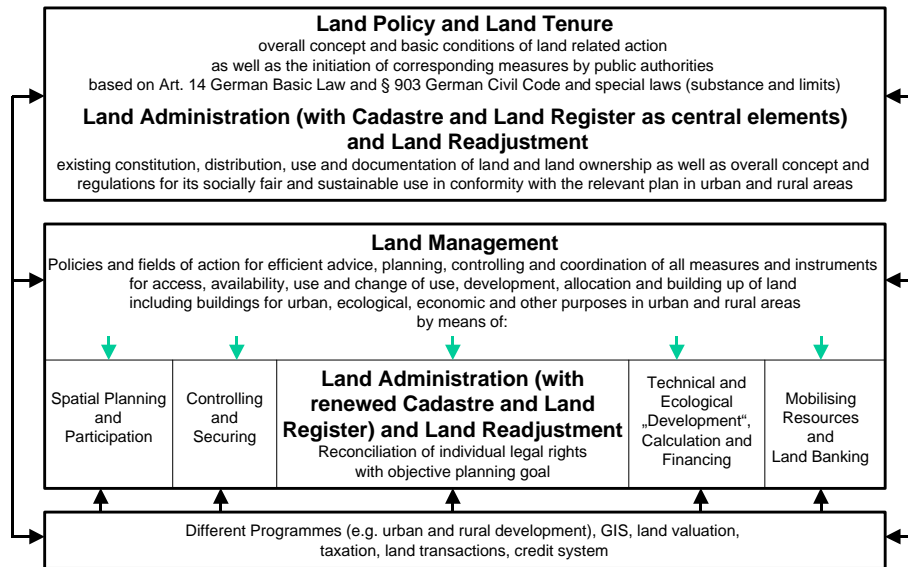 Land Policy and Land Tenure
overall concept and basic conditions of land related action
as well as the initiation of corresponding measures by public authorities
based on Art. 14 German Basic Law and § 903 German Civil Code and special laws (substance and limits)
Land Administration (with Cadastre and Land Register as central elements)
and Land Readjustment
existing constitution, distribution, use and documentation of land and land ownership as well as overall concept and
regulations for its socially fair and sustainable use in conformity with the relevant plan in urban and rural areas
Land Management
Policies and fields of action for efficient advice, planning, controlling and coordination of all measures and instruments
for access, availability, use and change of use, development, allocation and building up of land
including buildings for urban, ecological, economic and other purposes in urban and rural areas
by means of:
Spatial Planning
and
Participation
Controlling
and
Securing
Land Administration (with
renewed Cadastre and Land
Register) and Land Readjustment
Reconciliation of individual legal rights
with objective planning goal
Technical and
Ecological
„Development“,
Calculation and
Financing
Mobilising
Resources
and
Land Banking
Different Programmes (e.g. urban and rural development), GIS, land valuation,
taxation, land transactions, credit system